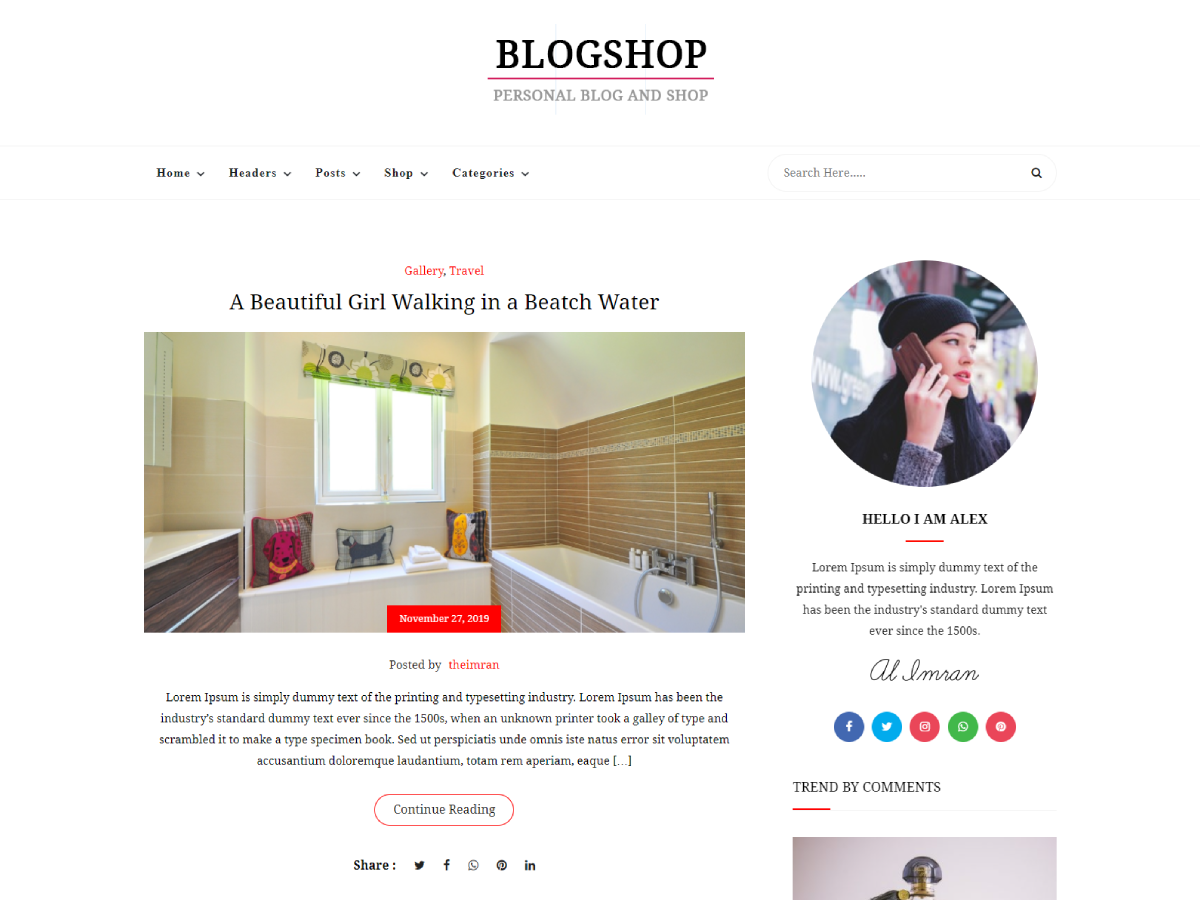 BLOGSHOP
PERSONAL BLOG AND SHOP
Home
Headers
Posts
Shop
Categories
Search Here.....
Gallery, Travel
A Beautiful Girl Walking in a Beatch Water
November 27, 2019
Posted by theimran
Lorem Ipsum is simply dummy text of the printing and typesetting industry. Lorem Ipsum has been the
industry's standard dummy text ever since the 1500s, when an unknown printer took a galley of type and
scrambled it to make a type specimen book. Sed ut perspiciatis unde omnis iste natus error sit voluptatem
accusantium doloremque laudantium, totam rem aperiam, eaque […]
Continue Reading
Share :
www.green
HELLO I AM ALEX
Lorem Ipsum is simply dummy text of the
printing and typesetting industry. Lorem Ipsum
has been the industry's standard dummy text
ever since the 1500s.
Al Imran
TREND BY COMMENTS